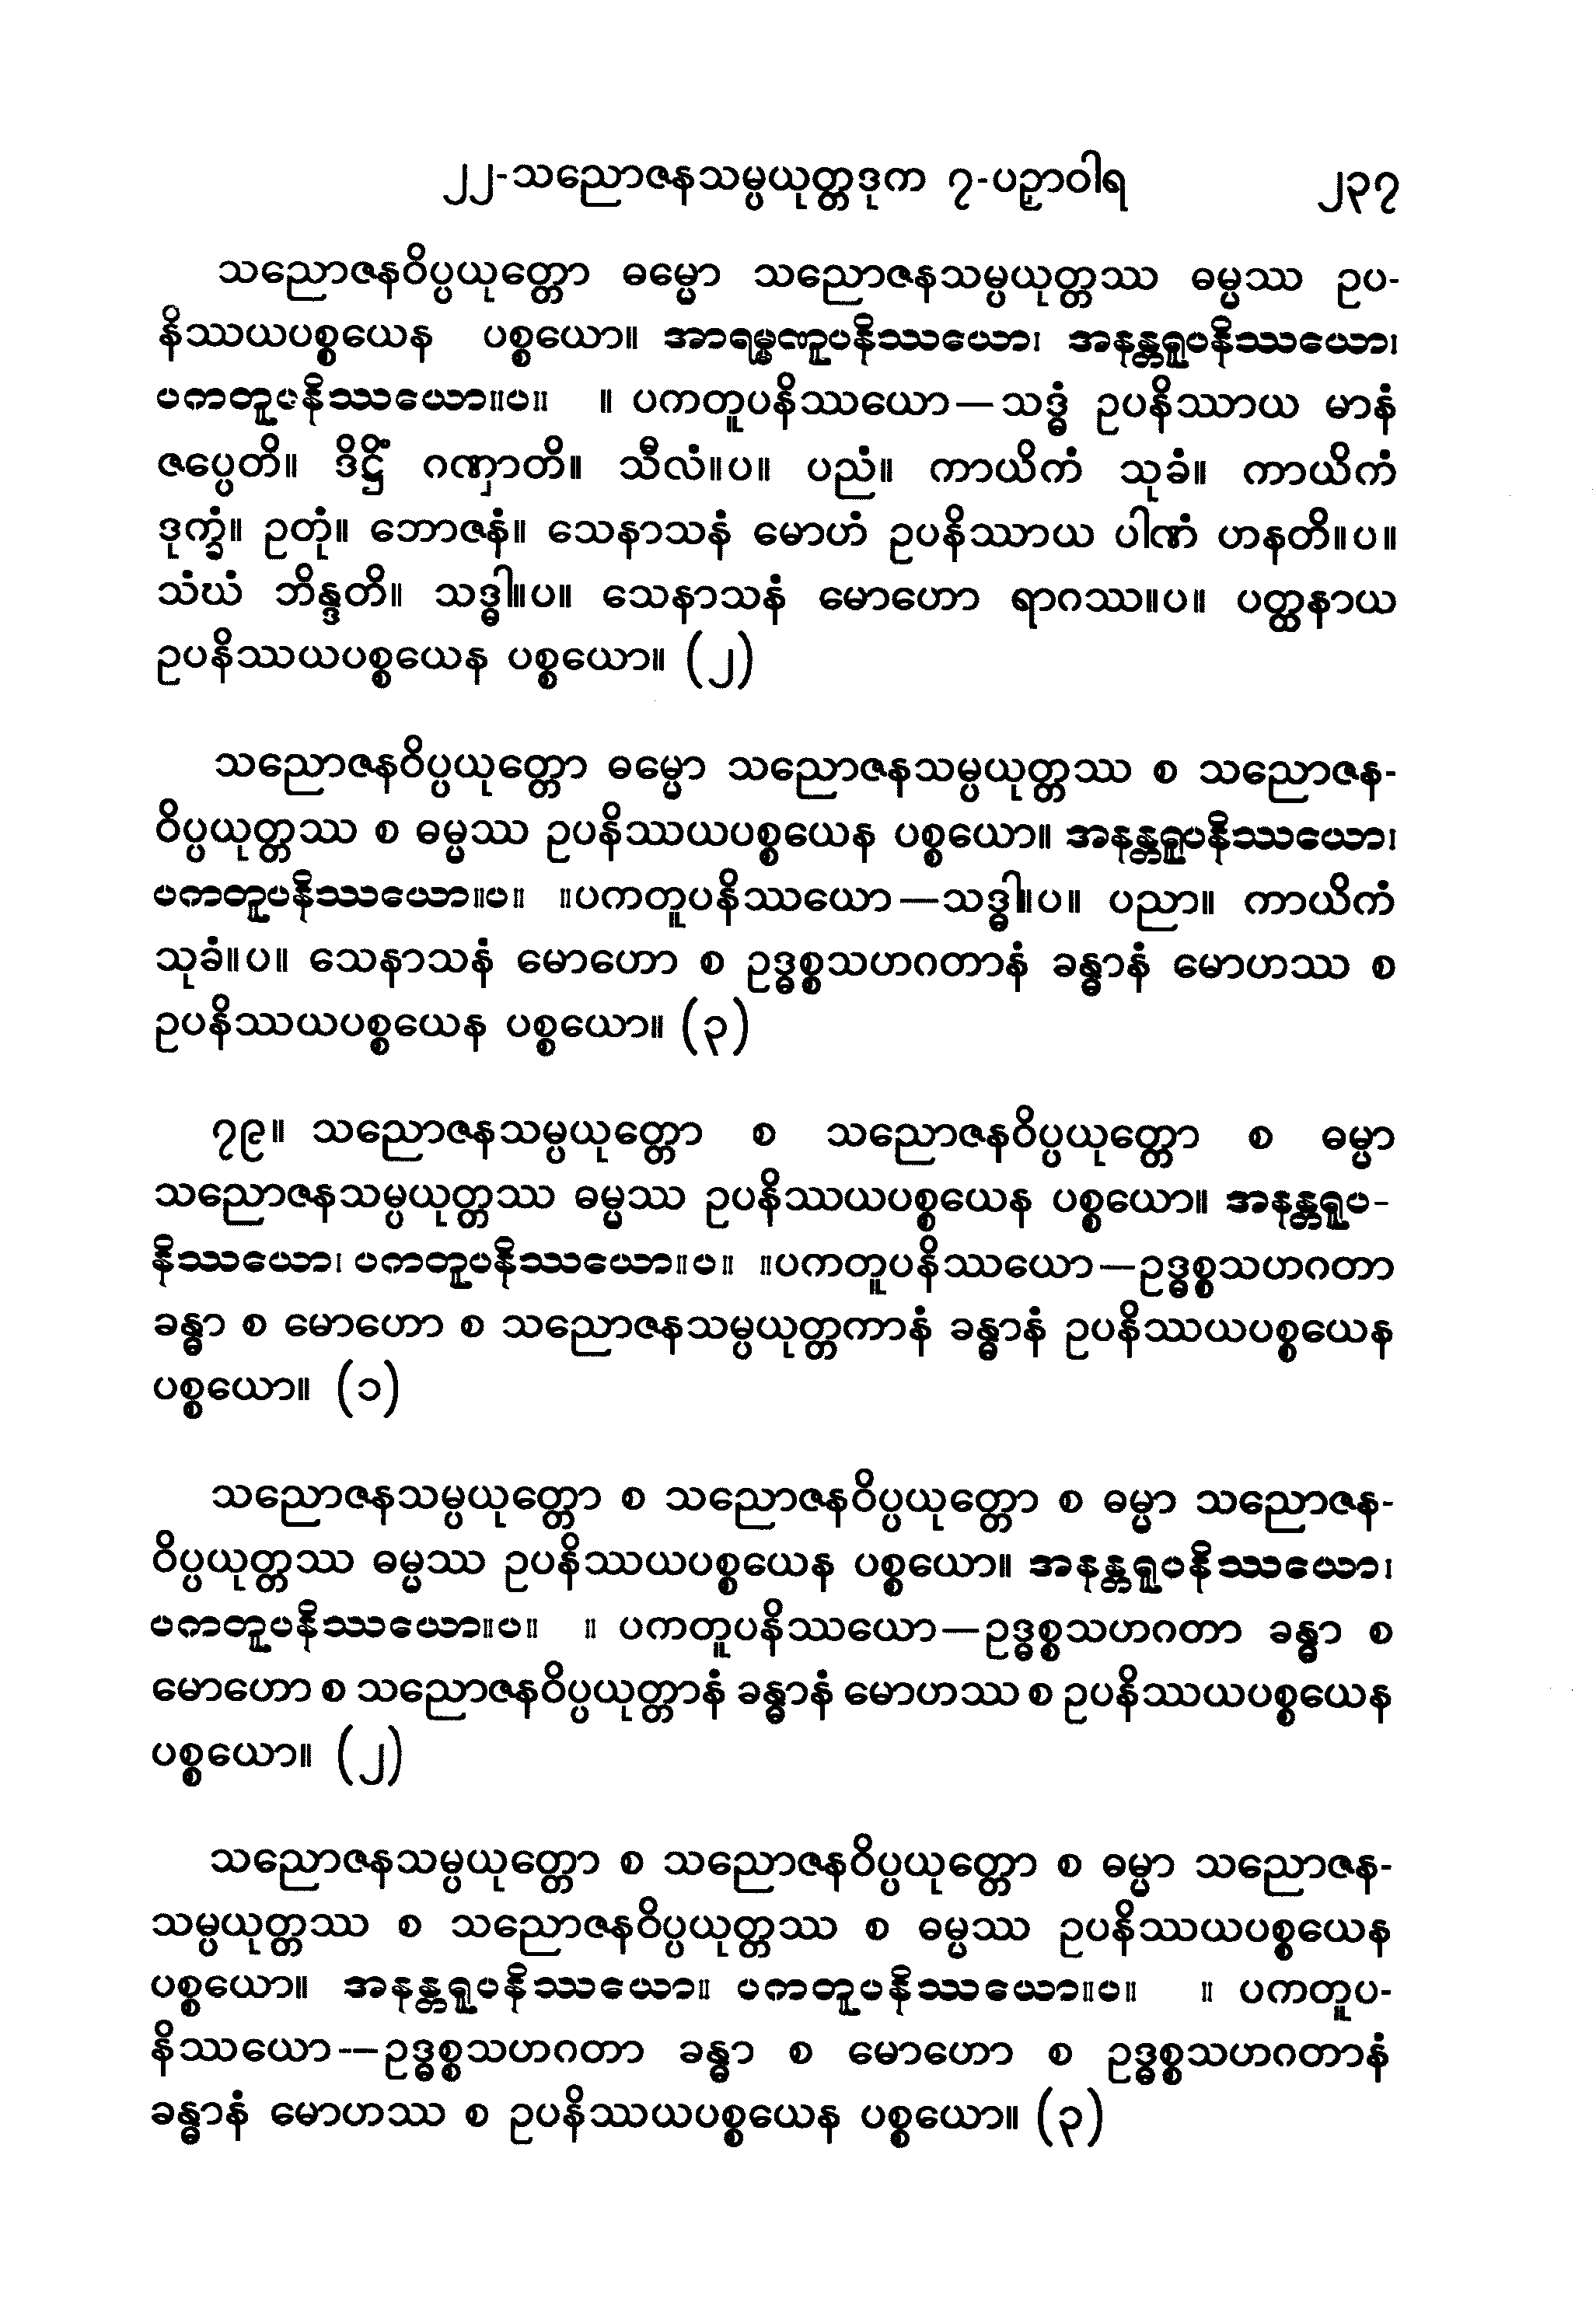 ၂၂-သညောဇနသမ္ပယုတ္တဒုက ၇-ပဉှာဝါရ ၂၃၇
သညောဇနဝိပ္ပယုတ္တော ဓမ္မော သညောဇနသမ္ပယုတ္တဿ ဓမ္မဿ ဥပ-
နိဿယပစ္စယေန ပစ္စယော။ အာရမ္မဏူပနိဿယော၊ အနန္တရူပနိဿယော၊
ပကတူပနိဿယော။ပ။ ။ ပကတူပနိဿယော—သဒ္ဓံ ဥပနိဿာယ မာနံ
ဇပ္ပေတိ။ ဒိဋ္ဌိံ ဂဏှာတိ။ သီလံ။ပ။ ပညံ။ ကာယိကံ သုခံ။ ကာယိကံ
ဒုက္ခံ။ ဥတုံ။ ဘောဇနံ။ သေနာသနံ မောဟံ ဥပနိဿာယ ပါဏံ ဟနတိ။ပ။
သံဃံ ဘိန္ဒတိ။ သဒ္ဓါ။ပ။ သေနာသနံ မောဟော ရာဂဿ။ပ။ ပတ္ထနာယ
ဥပနိဿယပစ္စယေန ပစ္စယော။ (၂)
သညောဇနဝိပ္ပယုတ္တော ဓမ္မော သညောဇနသမ္ပယုတ္တဿ စ သညောဇန-
ဝိပ္ပယုတ္တဿ စ ဓမ္မဿ ဥပနိဿယပစ္စယေန ပစ္စယော။ အနန္တရူပနိဿယော၊
ပကတူပနိဿယော။ပ။ ။ပကတူပနိဿယော—သဒ္ဓါ။ပ။ ပညာ။ ကာယိကံ
သုခံ။ပ။ သေနာသနံ မောဟော စ ဥဒ္ဓစ္စသဟဂတာနံ ခန္ဓာနံ မောဟဿ စ
ဥပနိဿယပစ္စယေန ပစ္စယော။ (၃)
၇၉။ သညောဇနသမ္ပယုတ္တော စ သညောဇနဝိပ္ပယုတ္တော စ ဓမ္မာ
သညောဇနသမ္ပယုတ္တဿ ဓမ္မဿ ဥပနိဿယပစ္စယေန ပစ္စယော။ အနန္တရူပ-
နိဿယော၊ ပကတူပနိဿယော။ပ။ ။ပကတူပနိဿယော—ဥဒ္ဓစ္စသဟဂတာ
ခန္ဓာ စ မောဟော စ သညောဇနသမ္ပယုတ္တကာနံ ခန္ဓာနံ ဥပနိဿယပစ္စယေန
ပစ္စယော။ (၁)
သညောဇနသမ္ပယုတ္တော စ သညောဇနဝိပ္ပယုတ္တော စ ဓမ္မာ သညောဇန-
ဝိပ္ပယုတ္တဿ ဓမ္မဿ ဥပနိဿယပစ္စယေန ပစ္စယော။ အနန္တရူပနိဿယော၊
ပကတူပနိဿယော။ပ။ ။ ပကတူပနိဿယော—ဥဒ္ဓစ္စသဟဂတာ ခန္ဓာ စ
မောဟော စ သညောဇနဝိပ္ပယုတ္တာနံ ခန္ဓာနံ မောဟဿ စ ဥပနိဿယပစ္စယေန
ပစ္စယော။ (၂)
သညောဇနသမ္ပယုတ္တော စ သညောဇနဝိပ္ပယုတ္တော စ ဓမ္မာ သညောဇန-
သမ္ပယုတ္တဿ စ သညောဇနဝိပ္ပယုတ္တဿ စ ဓမ္မဿ ဥပနိဿယပစ္စယေန
ပစ္စယော။ အနန္တရူပနိဿယော။ ပကတူပနိဿယော။ပ။ ။ ပကတူပ-
နိဿယော—ဥဒ္ဓစ္စသဟဂတာ ခန္ဓာ စ မောဟော စ ဥဒ္ဓစ္စသဟဂတာနံ
ခန္ဓာနံ မောဟဿ စ ဥပနိဿယပစ္စယေန ပစ္စယော။ (၃)